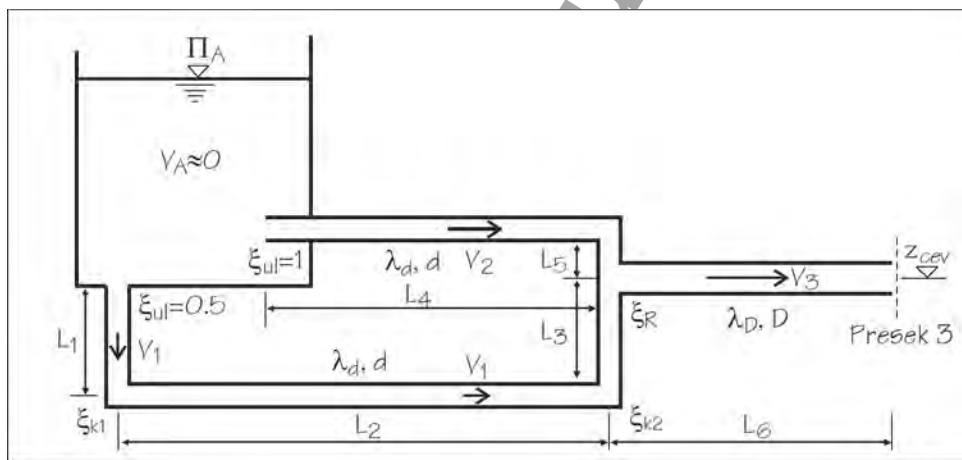 Π_A
V_A≈0
ξ_ul=1
λ_d, d
V_2
L_5
z_cev
V_3
ξ_ul=0.5
L_4
L_3
ξ_R
λ_D, D
Presek 3
L_1
V_1
λ_d, d
V_1
ξ_k1
L_2
ξ_k2
L_6